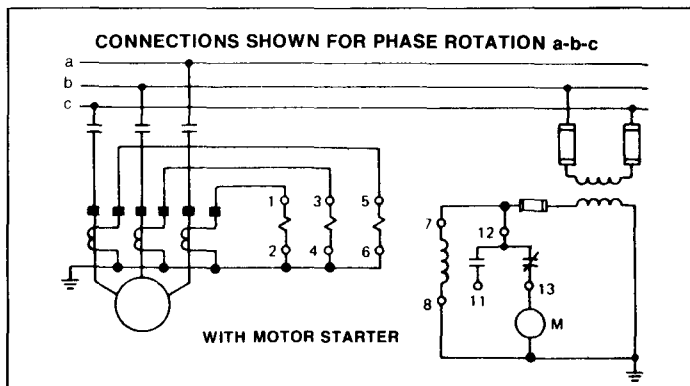 CONNECTIONS SHOWN FOR PHASE ROTATION a-b-c
a
b
c
1 3 5
2 4 6
7
12
8
11
13
M
WITH MOTOR STARTER